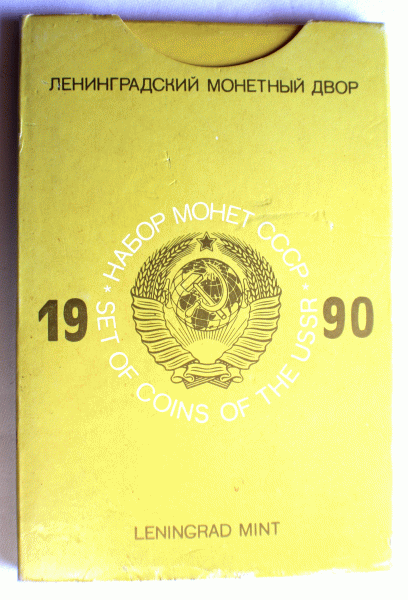 ЛЕНИНГРАДСКИЙ МОНЕТНЫЙ ДВОР
* НАБОР МОНЕТ СССР *
19 90
SET OF COINS OF THE USSR
LENINGRAD MINT